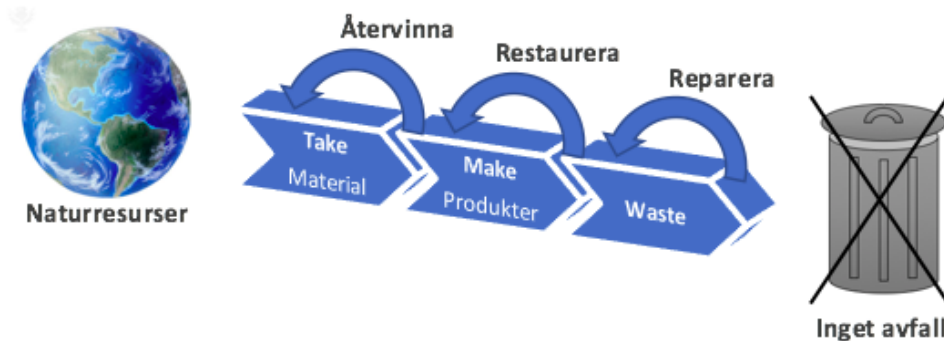 Återvinna
Restaurera
Reparera
Take
Material
Make
Produkter
Waste
Naturresurser
Inget avfall